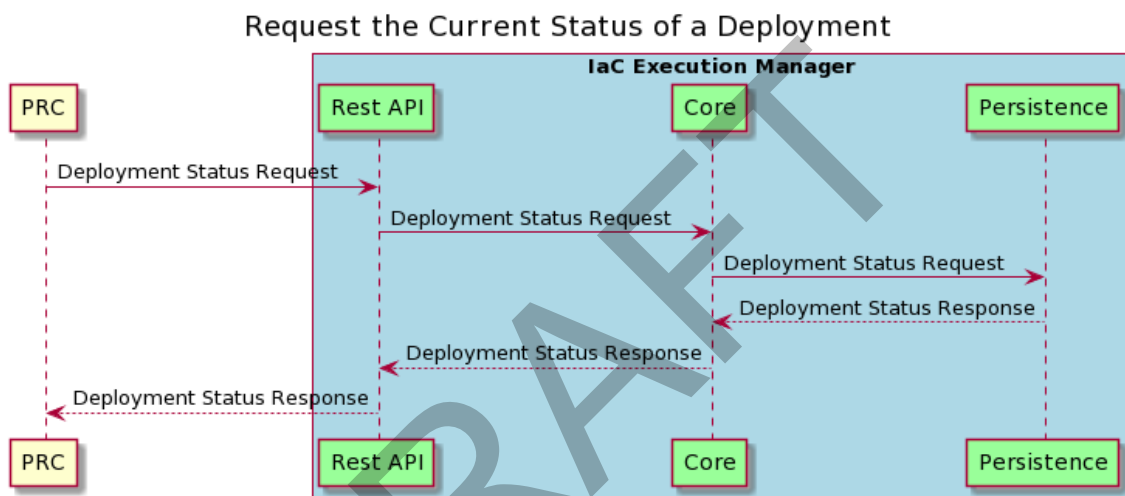 Request the Current Status of a Deployment
IaC Execution Manager
PRC
Rest API
Core
Persistence
Deployment Status Request
Deployment Status Request
Deployment Status Request
Deployment Status Response
Deployment Status Response
Deployment Status Response
PRC
Rest API
Core
Persistence
RAFT